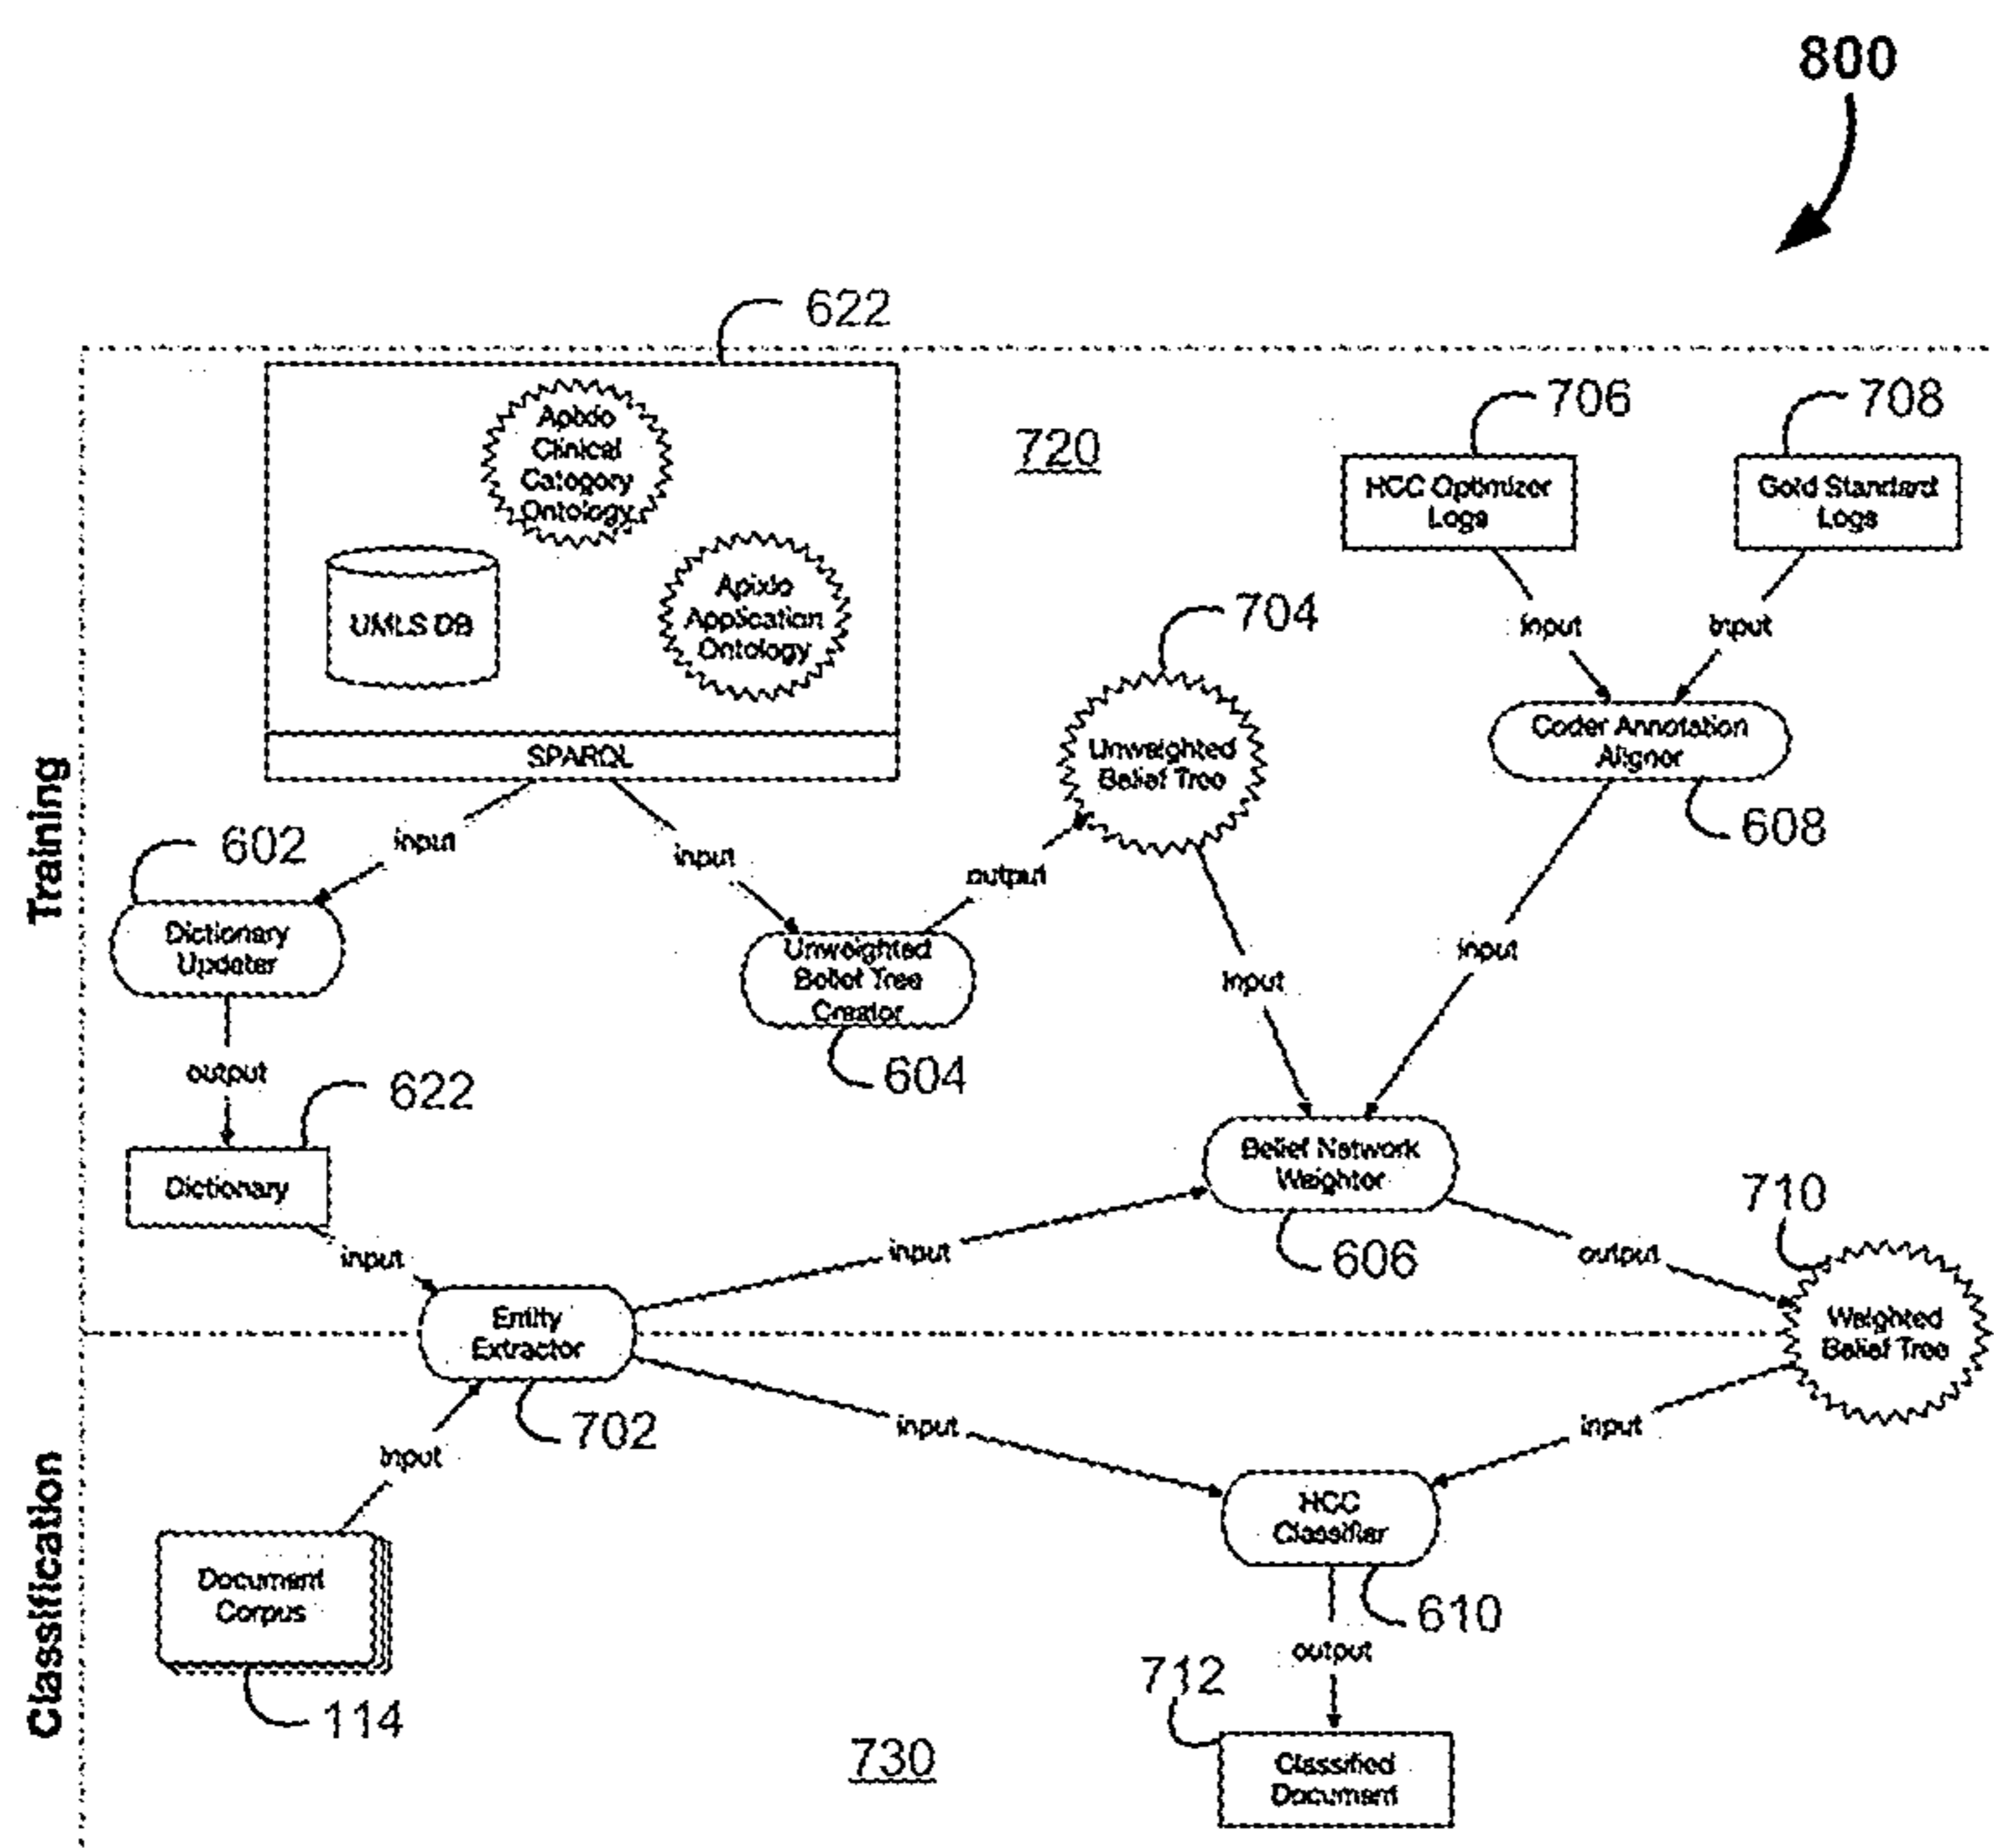 800
622
Apixio
Clinical
Category
Ontology
720
706
708
HCC Optimizer
Logs
Gold Standard
Logs
UMLS DB
Apixio
Application
Ontology
704
input
input
Unweighted
Belief Tree
Coder Annotation
Aligner
SPARQL
608
Training
602
input
input
output
Dictionary
Updater
Unweighted
Belief Tree
Creator
input
input
604
output
622
Dictionary
Belief Network
Weighter
710
input
input
606
output
Entity
Extractor
Weighted
Belief Tree
702
input
input
input
Classification
HCC
Classifier
Document
Corpus
610
output
114
712
730
Classified
Document